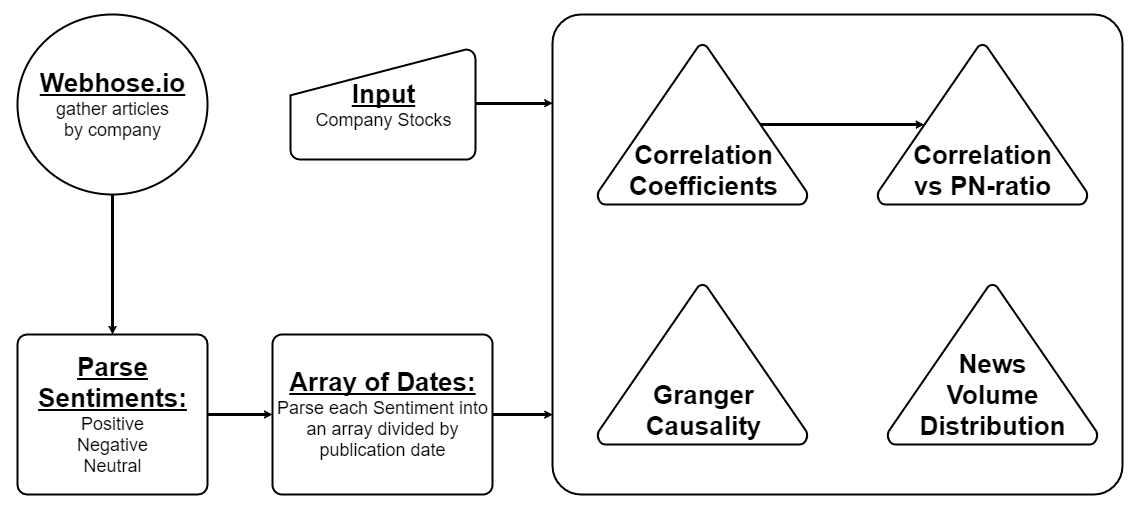 Webhose.io
gather articles
by company
Input
Company Stocks
Correlation
Coefficients
Correlation
vs PN-ratio
Parse
Sentiments:
Positive
Negative
Neutral
Array of Dates:
Parse each Sentiment into
an array divided by
publication date
Granger
Causality
News
Volume
Distribution